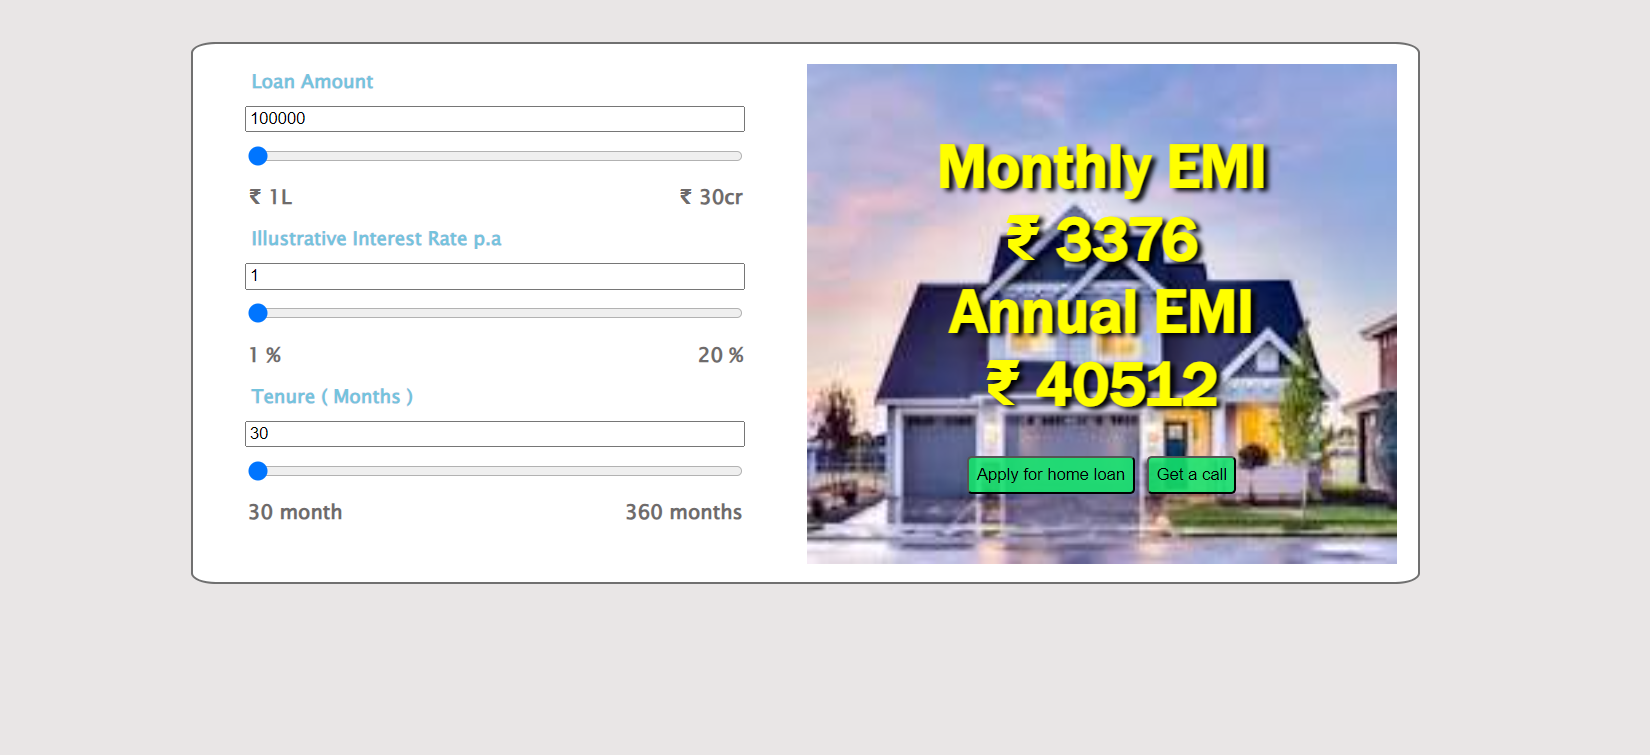 Loan Amount
100000
₹ 1L ₹ 30cr
Illustrative Interest Rate p.a
1
1 % 20 %
Tenure ( Months )
30
30 month 360 months
Monthly EMI
₹ 3376
Annual EMI
₹ 40512
Apply for home loan Get a call